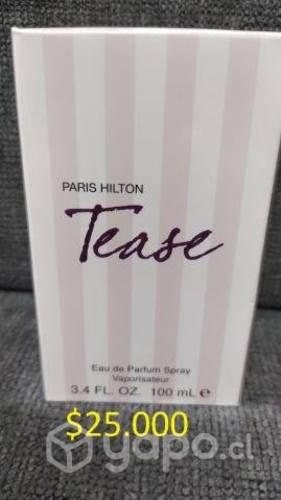 PARIS HILTON
Tease
Eau de Parfum Spray
Vaporisateur
3.4 FL. OZ. 100 mL e
$25.000
yapo.cl